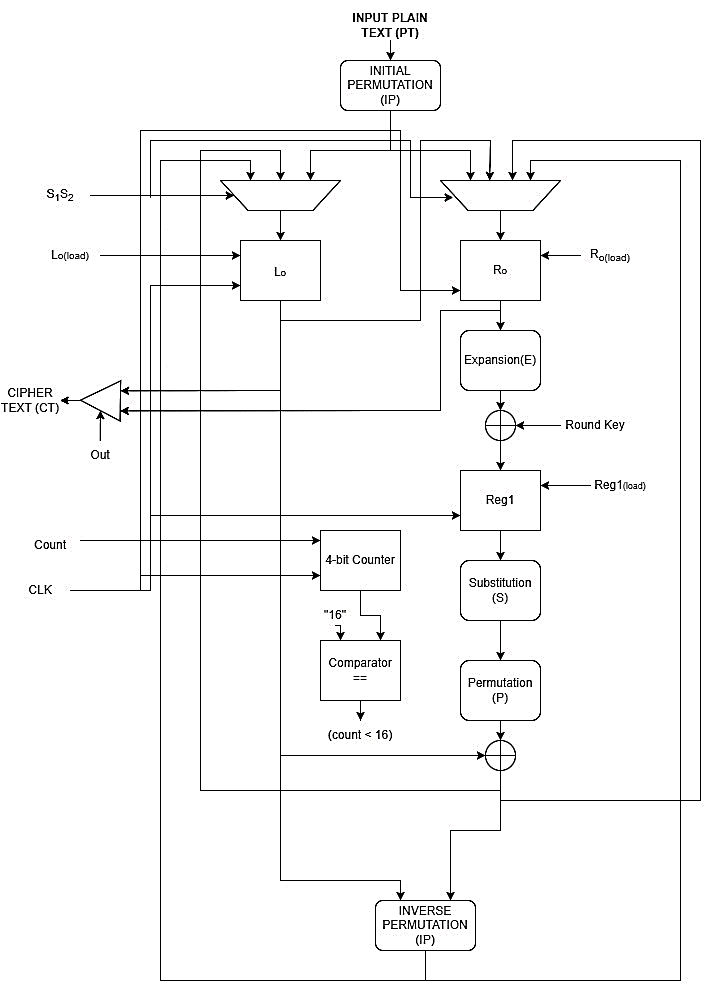 INPUT PLAIN
TEXT (PT)
INITIAL
PERMUTATION
(IP)
S1S2
Lo(load)
Lo
Ro
Ro(load)
Expansion(E)
CIPHER
TEXT (CT)
Out
Round Key
Reg1
Reg1(load)
Count
4-bit Counter
CLK
Substitution
(S)
"16"
Comparator
==
Permutation
(P)
(count < 16)
INVERSE
PERMUTATION
(IP)